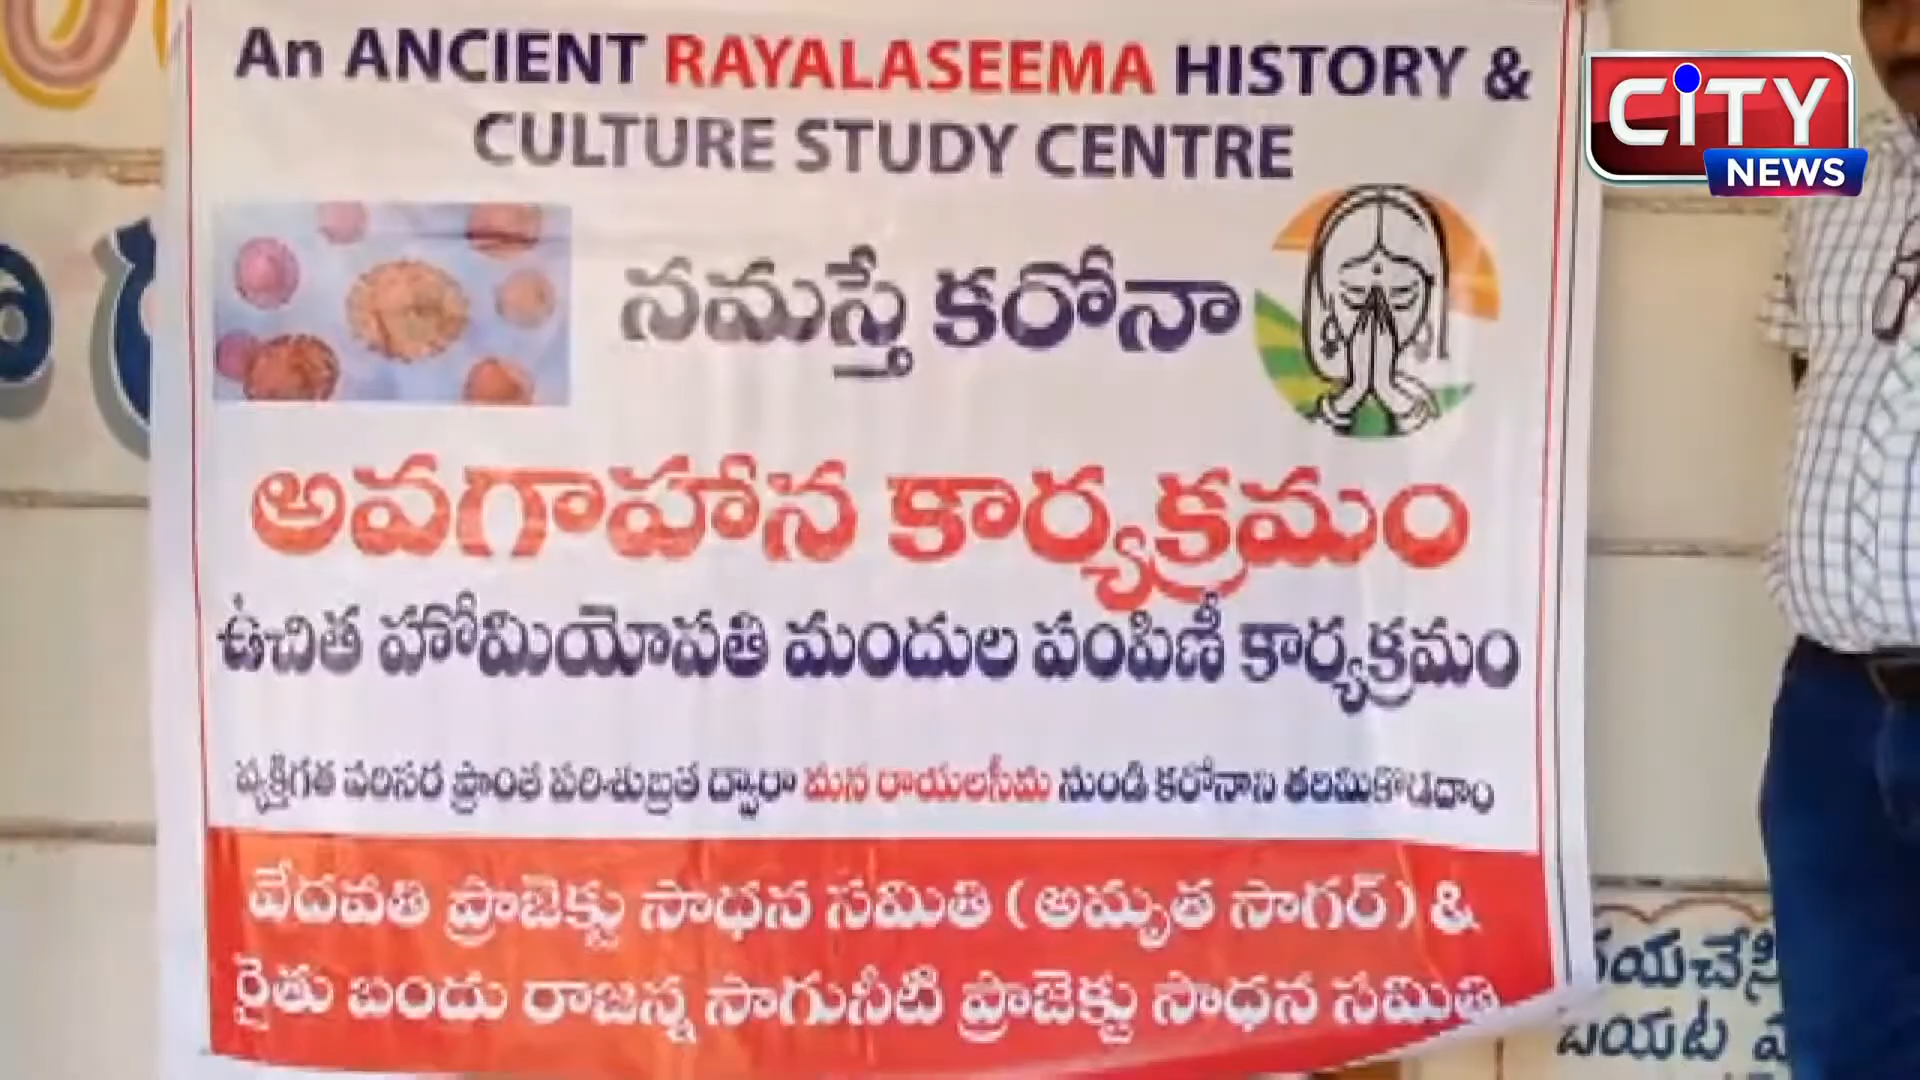 An ANCIENT RAYALASEEMA HISTORY &
CULTURE STUDY CENTRE
CiTY
NEWS
నమస్తే కరోనా
అవగాహాన కార్యక్రమం
ఉచిత హోమియోపతి మందుల పంపిణీ కార్యక్రమం
వ్యక్తిగత పరిసర ప్రాంత పరిశుభ్రత ద్వారా మన రాయలసీమ నుండి కరోనాని తరిమికొడదాం
వేదవతి ప్రాజెక్టు సాధన సమితి ( అమృత సాగర్ ) &
రైతు బందు రాజన్న సాగునీటి ప్రాజెక్టు సాధన సమితి
బయట